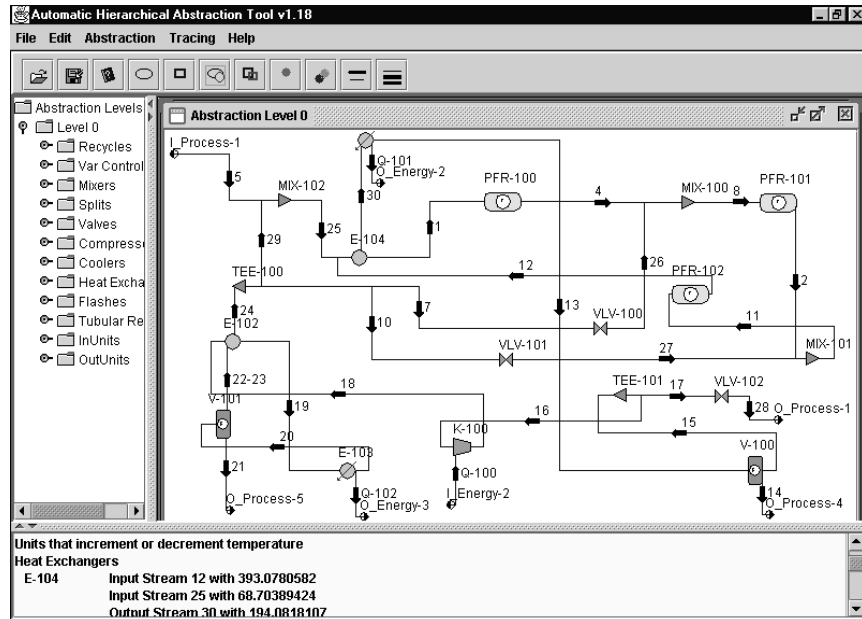 Automatic Hierarchical Abstraction Tool v1.18
File Edit Abstraction Tracing Help
Abstraction Levels
Level 0
Recycles
Var Control
Mixers
Splits
Valves
Compress
Coolers
Heat Excha
Flashes
Tubular Re
InUnits
OutUnits
Abstraction Level 0
I_Process-1
Q-101
O_Energy-2
PFR-100
PFR-101
MIX-102
MIX-100
5
30
4
8
25
1
29
E-104
TEE-100
12
26
PFR-102
2
24
7
13
11
E-102
10
VLV-100
VLV-101
27
MIX-101
22-23
18
TEE-101
17
VLV-102
V-101
19
16
28
O_Process-1
K-100
15
20
E-103
V-100
21
Q-100
Q-102
14
O_Process-5
O_Energy-3
I_Energy-2
O_Process-4
Units that increment or decrement temperature
Heat Exchangers
E-104 Input Stream 12 with 393.0780582
Input Stream 25 with 68.70389424
Output Stream 30 with 194.0818107